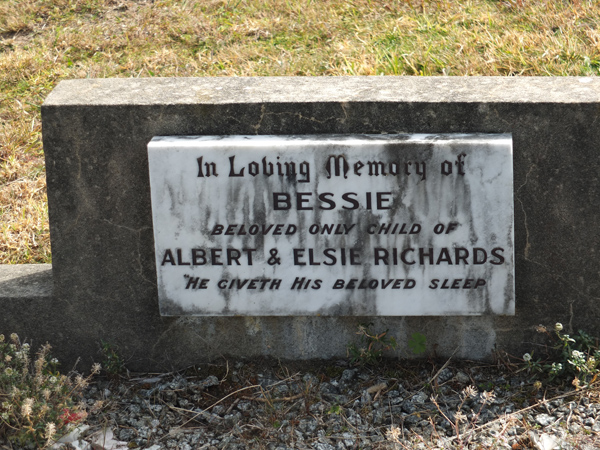 In Loving Memory of
BESSIE
BELOVED ONLY CHILD OF
ALBERT & ELSIE RICHARDS
"HE GIVETH HIS BELOVED SLEEP